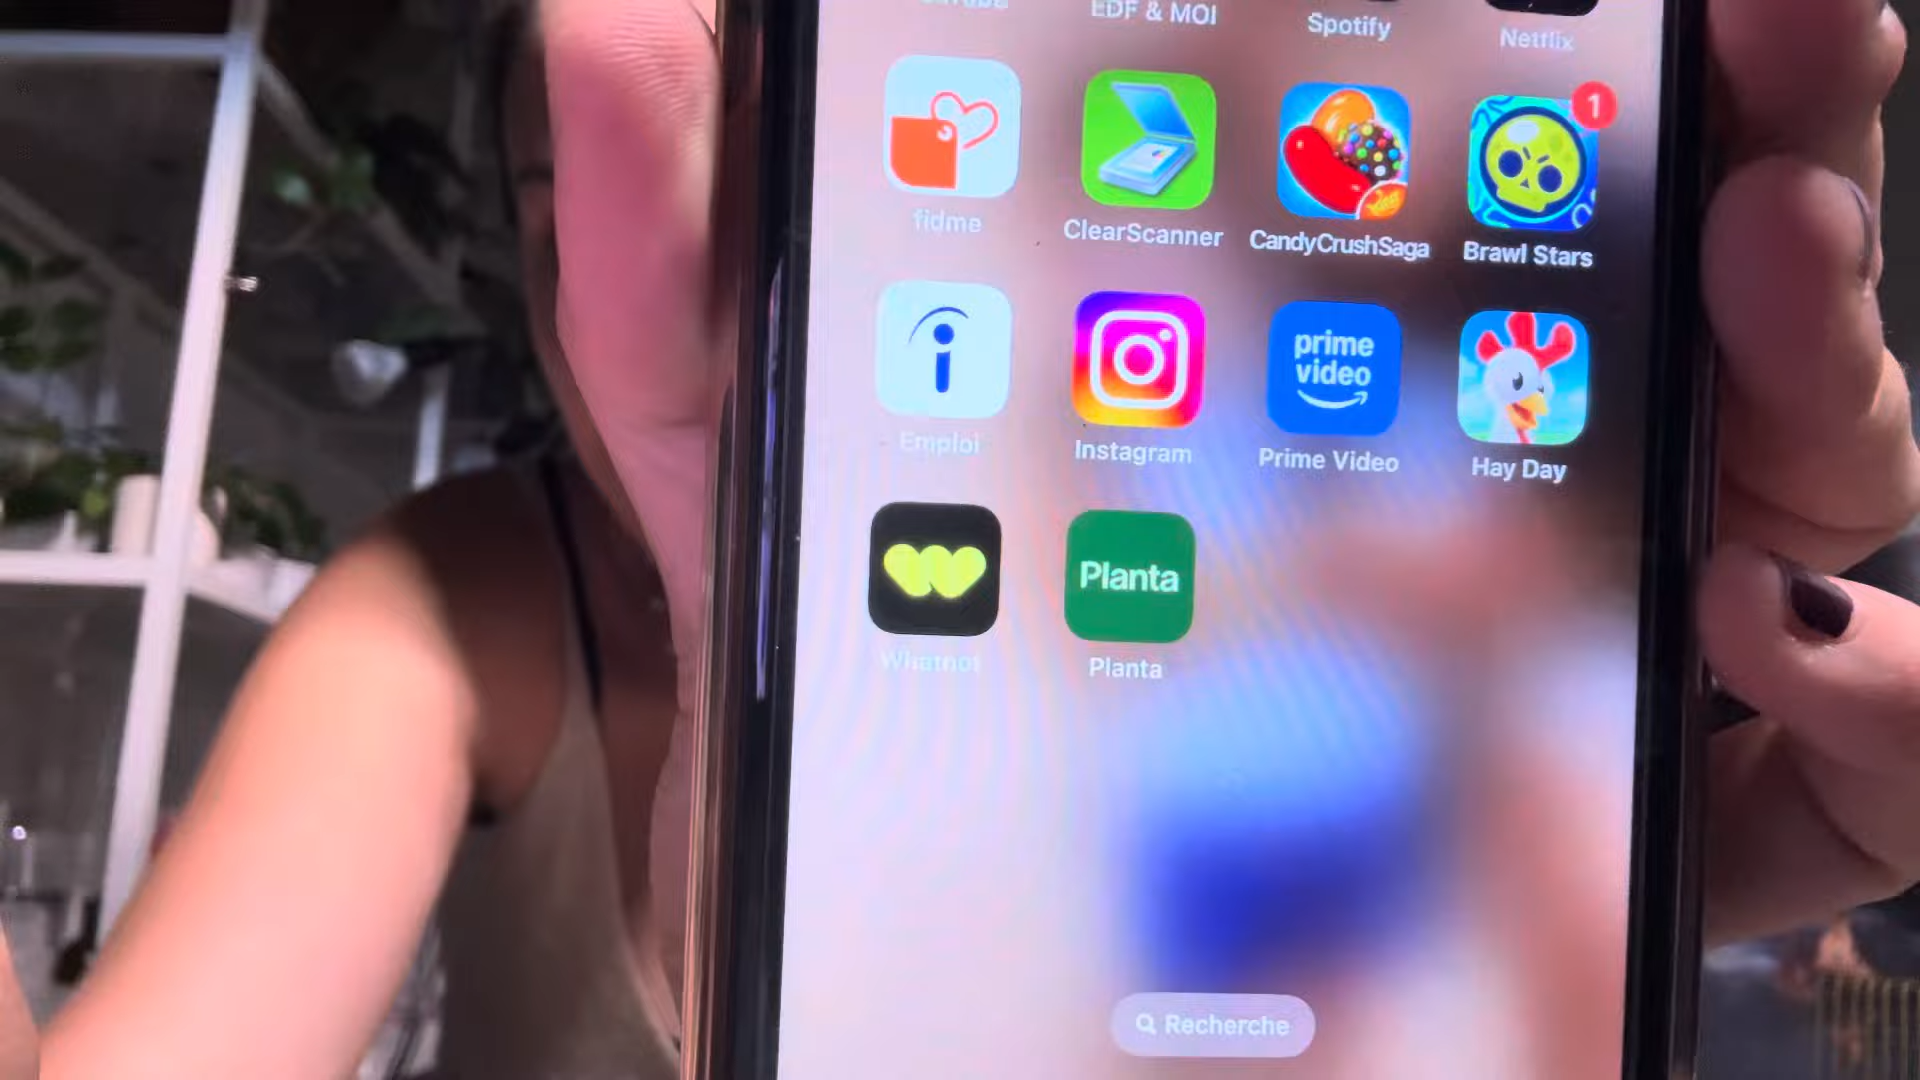 EDF & MOI
Spotify
Netflix
fidme
ClearScanner
CandyCrushSaga
1
Brawl Stars
Emploi
Instagram
prime
video
Prime Video
Hay Day
Whatnot
Planta
Planta
Recherche